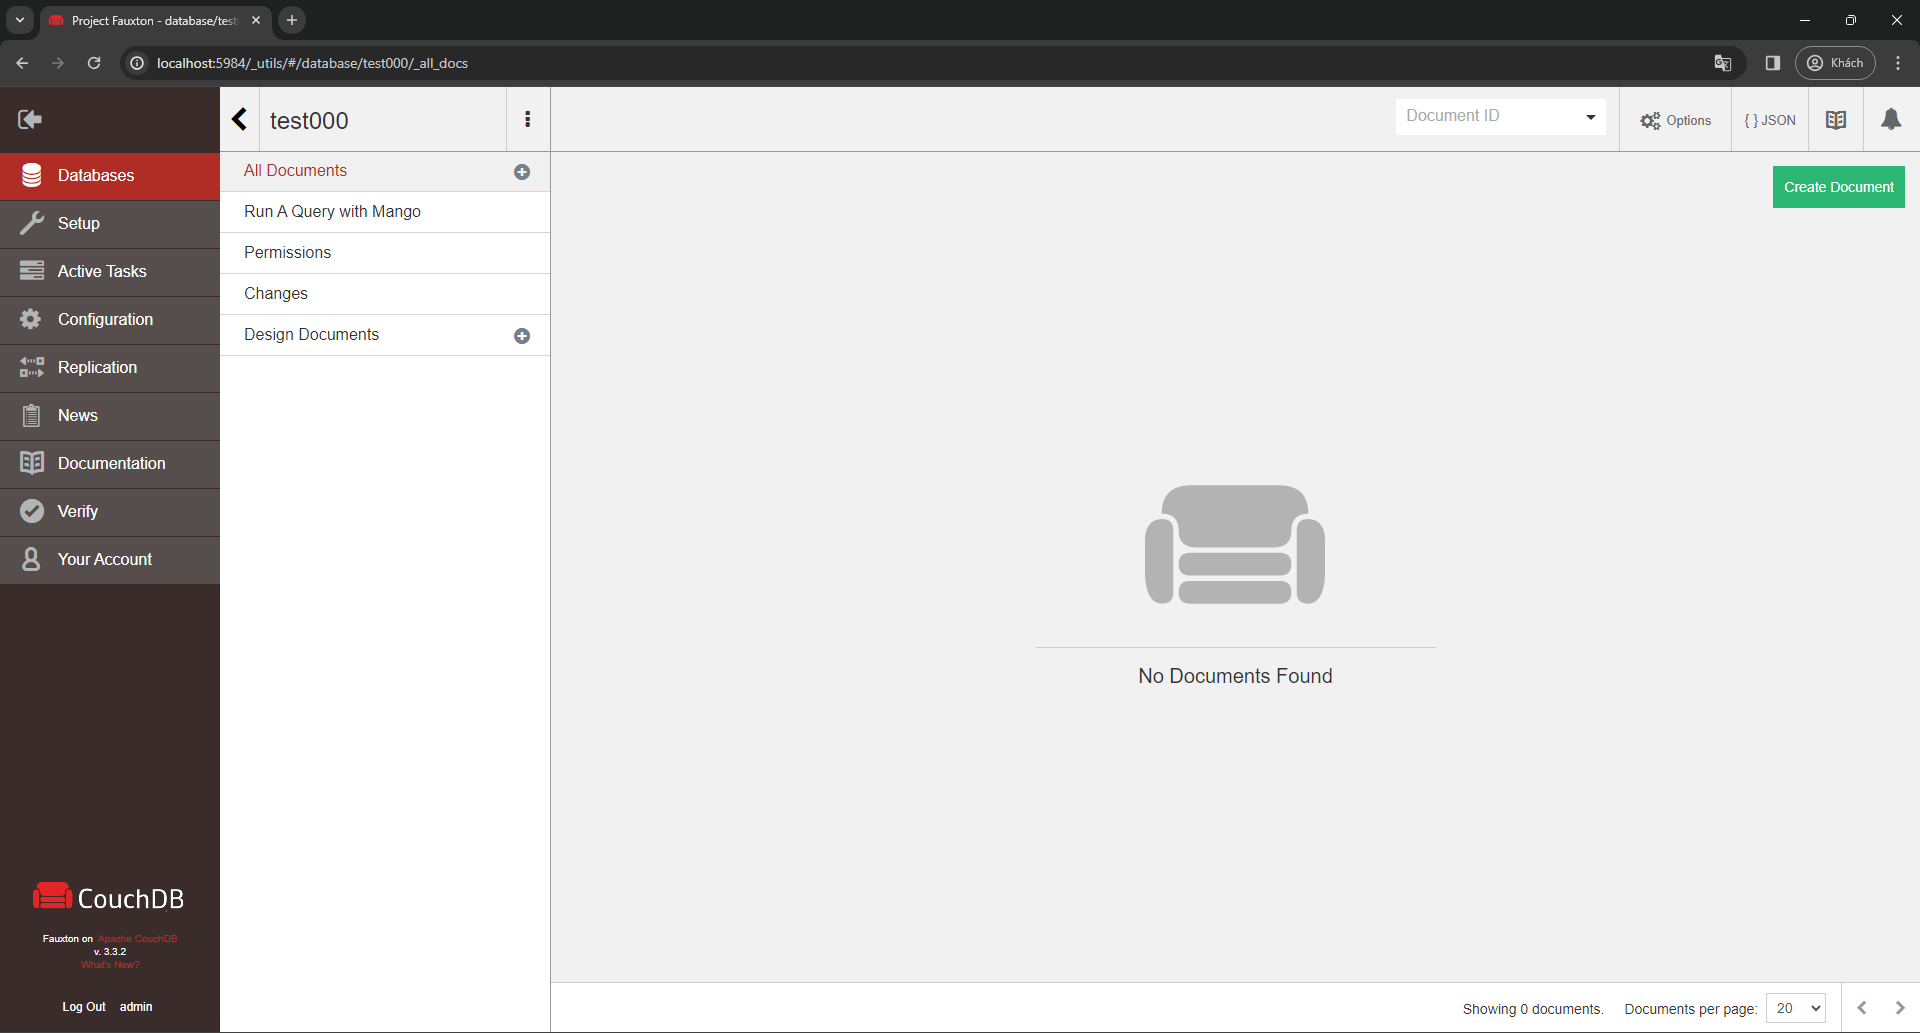 Project Fauxton - database/test
localhost:5984/_utils/#/database/test000/_all_docs
Khách
test000
Document ID
Options
{ } JSON
Databases
Setup
Active Tasks
Configuration
Replication
News
Documentation
Verify
Your Account
All Documents
Run A Query with Mango
Permissions
Changes
Design Documents
Create Document
No Documents Found
CouchDB
Fauxton on Apache CouchDB
v. 3.3.2
What's New?
Log Out admin
Showing 0 documents. Documents per page: 20